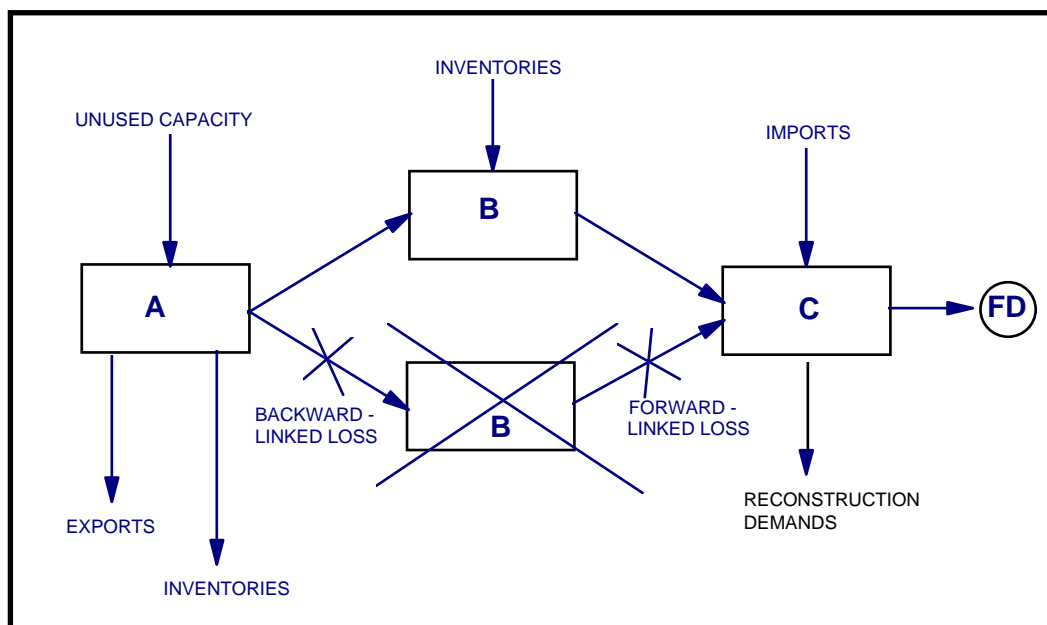 INVENTORIES
UNUSED CAPACITY
IMPORTS
B
A
C
FD
BACKWARD -
LINKED LOSS
B
FORWARD -
LINKED LOSS
EXPORTS
INVENTORIES
RECONSTRUCTION
DEMANDS